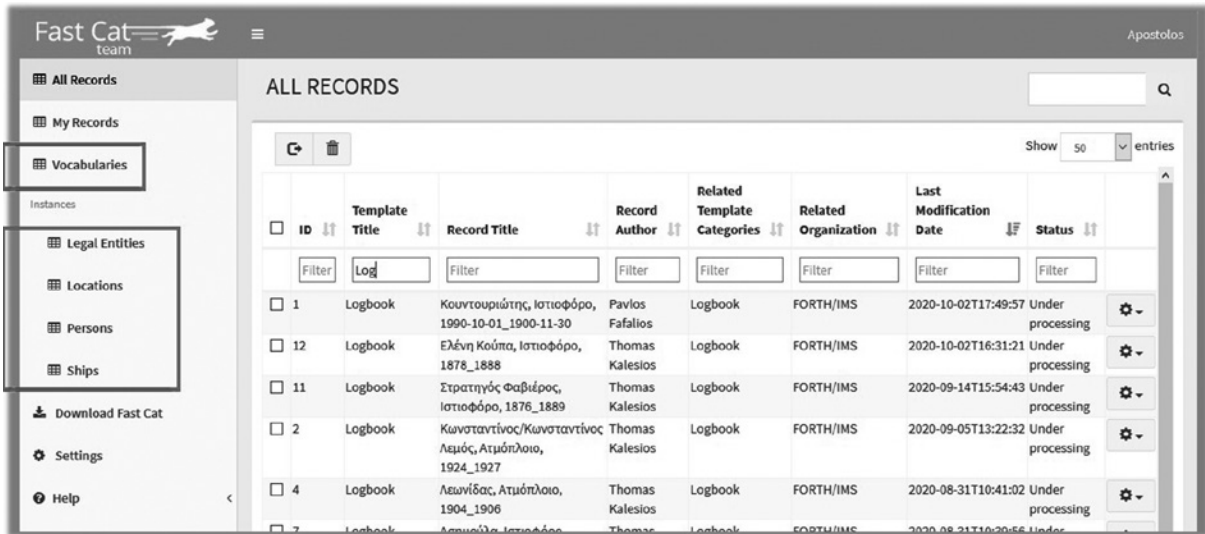 Fast Cat
team
Apostolos
All Records
My Records
Vocabularies
Instances
Legal Entities
Locations
Persons
Ships
Download Fast Cat
Settings
Help
ALL RECORDS
Show 50 entries
ID Template Title Record Title Record Author Related Template Categories Related Organization Last Modification Date Status
Filter Log Filter Filter Filter Filter Filter Filter
1 Logbook Κουντουριώτης, Ιστιοφόρο, Pavlos Logbook FORTH/IMS 2020-10-02T17:49:57 Under
1990-10-01_1900-11-30 Fafalios processing
12 Logbook Ελένη Κούπα, Ιστιοφόρο, Thomas Logbook FORTH/IMS 2020-10-02T16:31:21 Under
1878_1888 Kalesios processing
11 Logbook Στρατηγός Φαβιέρος, Thomas Logbook FORTH/IMS 2020-09-14T15:54:43 Under
Ιστιοφόρο, 1876_1889 Kalesios processing
2 Logbook Κωνσταντίνος/Κωνσταντίνος Thomas Logbook FORTH/IMS 2020-09-05T13:22:32 Under
Λεμός, Ατμόπλοιο, Kalesios processing
1924_1927
4 Logbook Λεωνίδας, Ατμόπλοιο, Thomas Logbook FORTH/IMS 2020-08-31T10:41:02 Under
1904_1906 Kalesios processing
7 Logbook Thomas Logbook FORTH/IMS Under